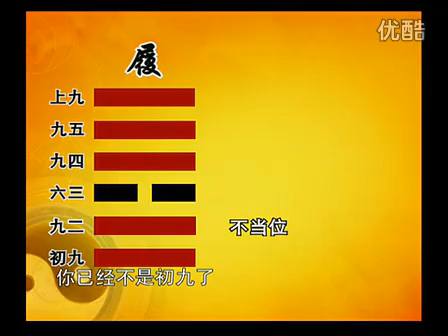 优酷
履
上九
九五
九四
六三
九二 不当位
初九
你已经不是初九了